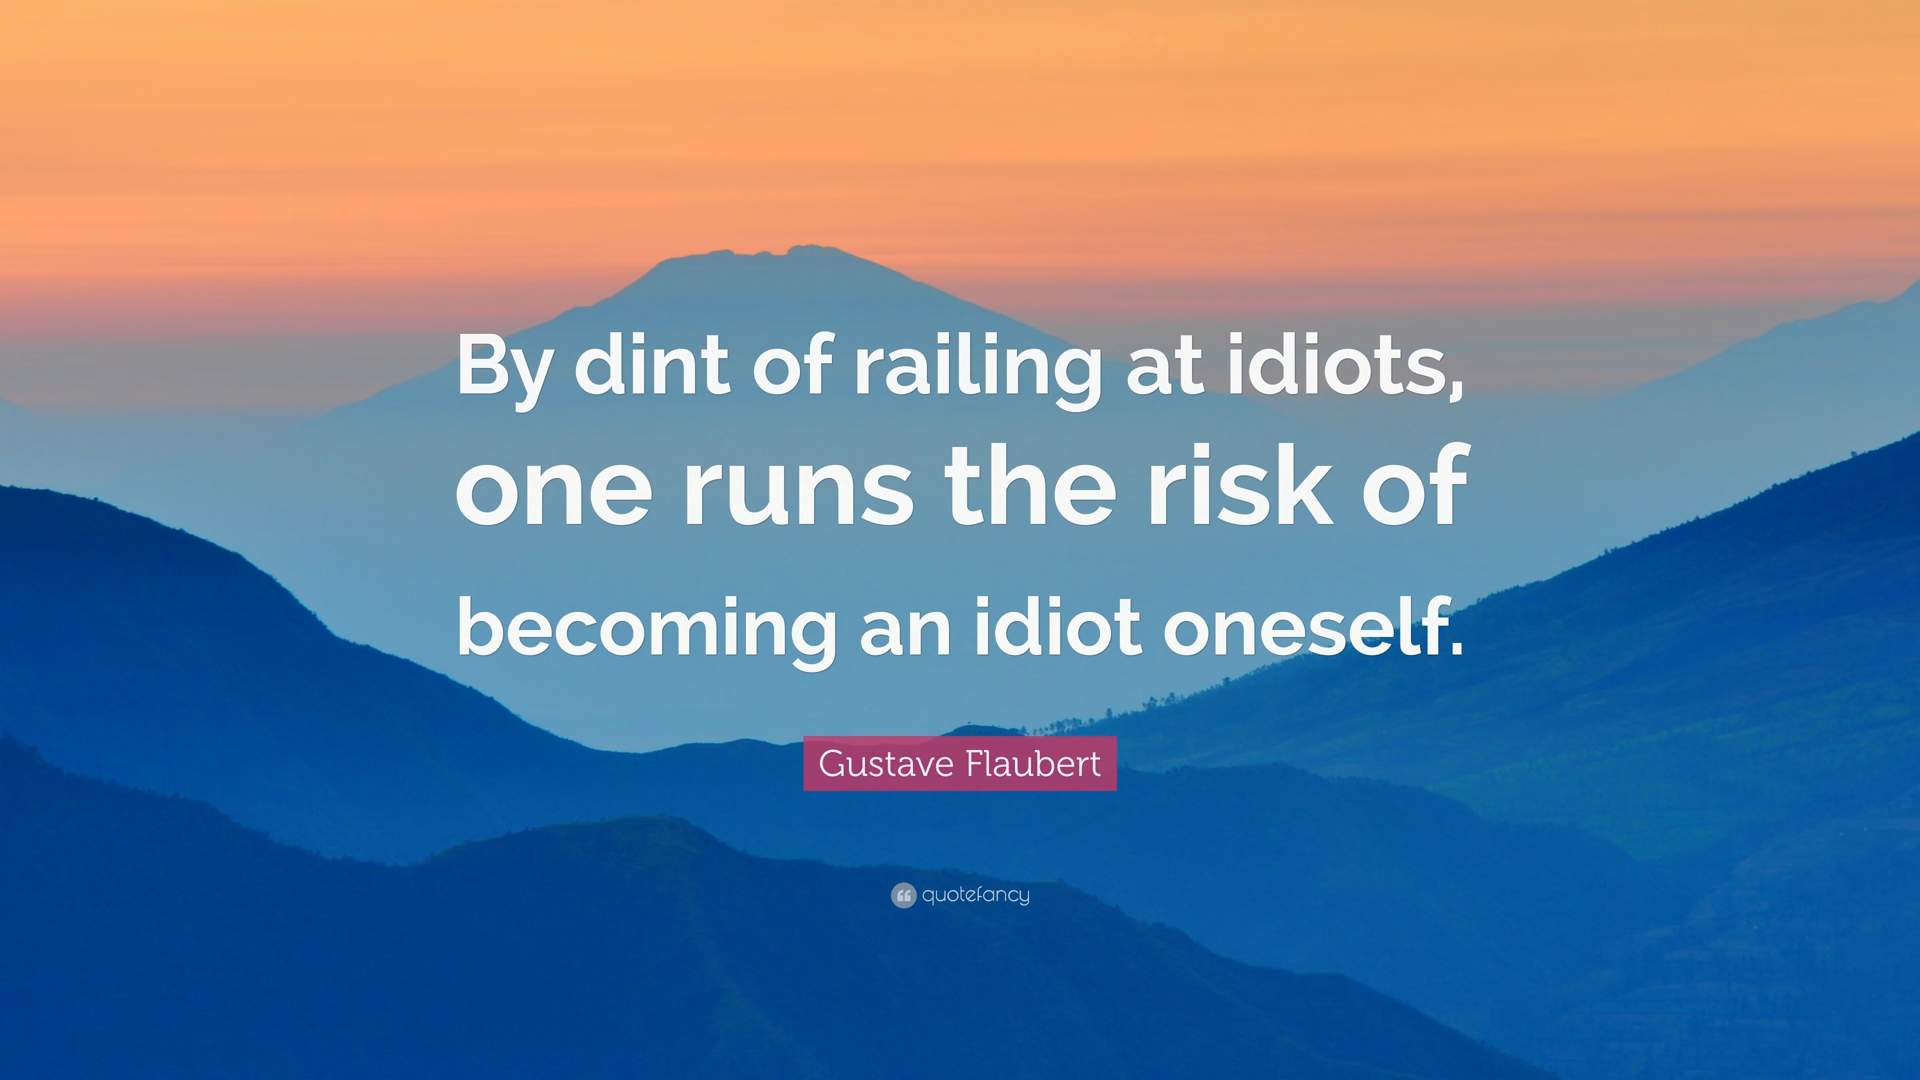 By dint of railing at idiots,
one runs the risk of
becoming an idiot oneself.
Gustave Flaubert
quotefancy